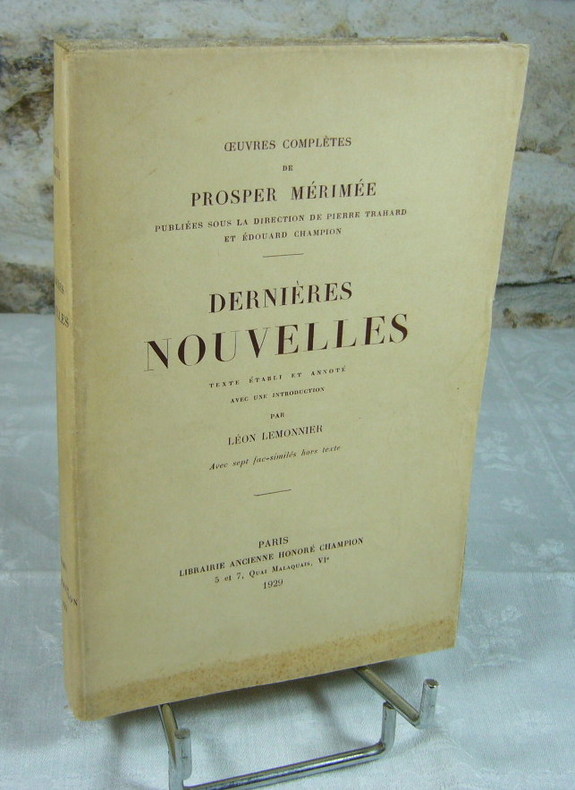 ŒUVRES COMPLÈTES
DE
PROSPER MÉRIMÉE
PUBLIÉES SOUS LA DIRECTION DE PIERRE TRAHARD
ET ÉDOUARD CHAMPION
DERNIÈRES
NOUVELLES
TEXTE ÉTABLI ET ANNOTÉ
AVEC UNE INTRODUCTION
PAR
LÉON LEMONNIER
Avec sept fac-similés hors texte
PARIS
LIBRAIRIE ANCIENNE HONORÉ CHAMPION
5 et 7, Quai Malaquais, VIe
1929